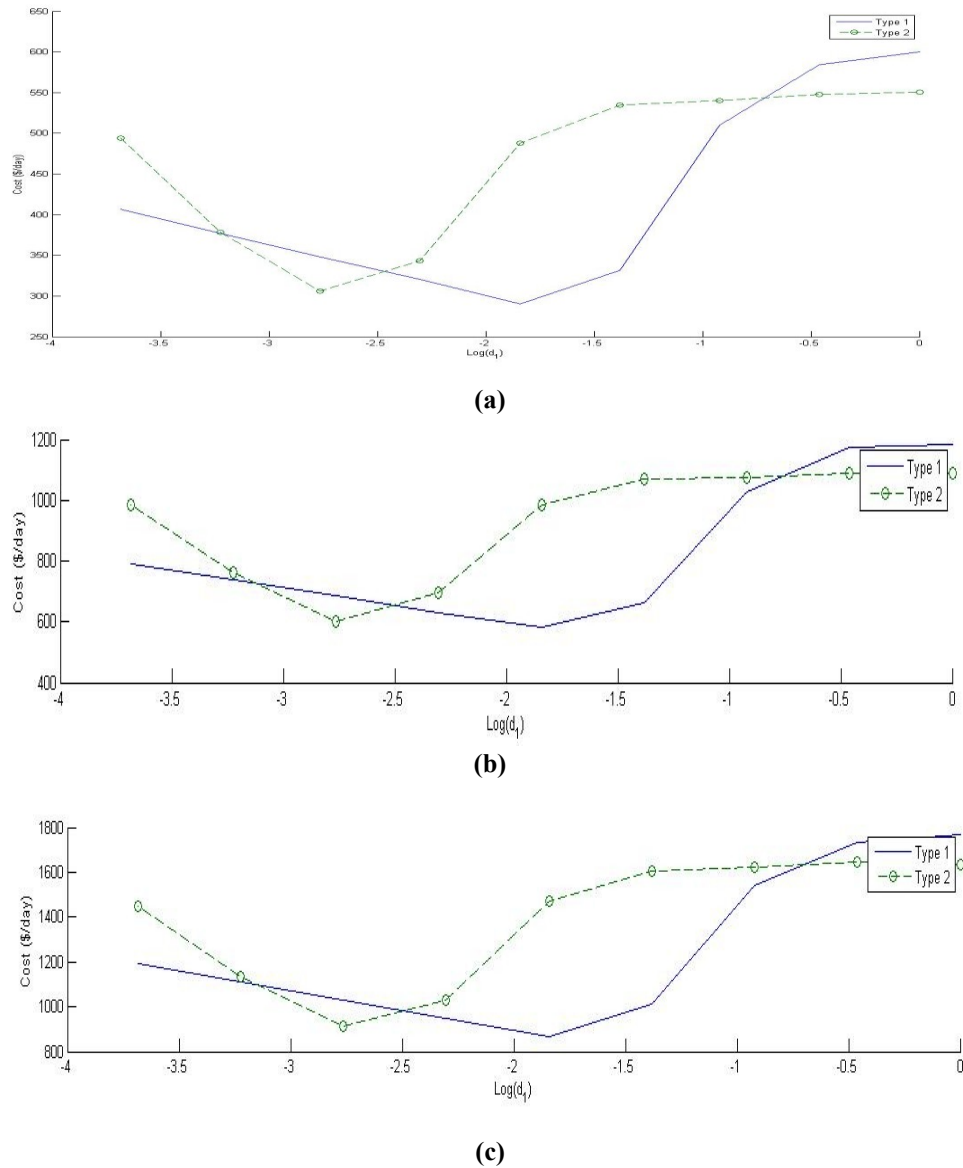 650
600
550
500
450
400
350
300
250
Cost ($/day)
Type 1
Type 2
-4 -3.5 -3 -2.5 -2 -1.5 -1 -0.5 0
Log(d1)
(a)
1200
1000
800
600
400
Cost ($/day)
Type 1
Type 2
-4 -3.5 -3 -2.5 -2 -1.5 -1 -0.5 0
Log(d1)
(b)
1800
1600
1400
1200
1000
800
Cost ($/day)
Type 1
Type 2
-4 -3.5 -3 -2.5 -2 -1.5 -1 -0.5 0
Log(d1)
(c)